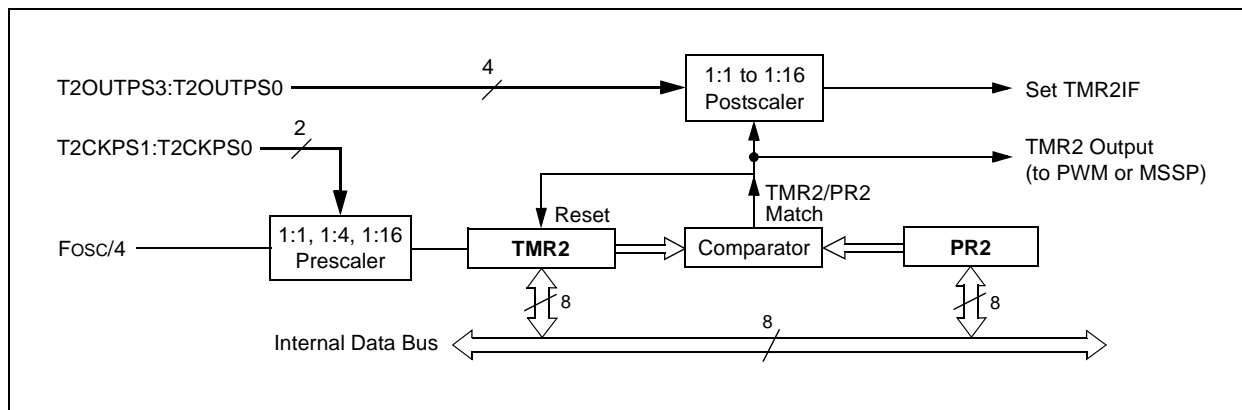 4
T2OUTPS3:T2OUTPS0
1:1 to 1:16
Postscaler
Set TMR2IF
2
T2CKPS1:T2CKPS0
TMR2 Output
(to PWM or MSSP)
TMR2/PR2
Match
Reset
FOSC/4
1:1, 1:4, 1:16
Prescaler
TMR2
Comparator
PR2
8
8
8
Internal Data Bus